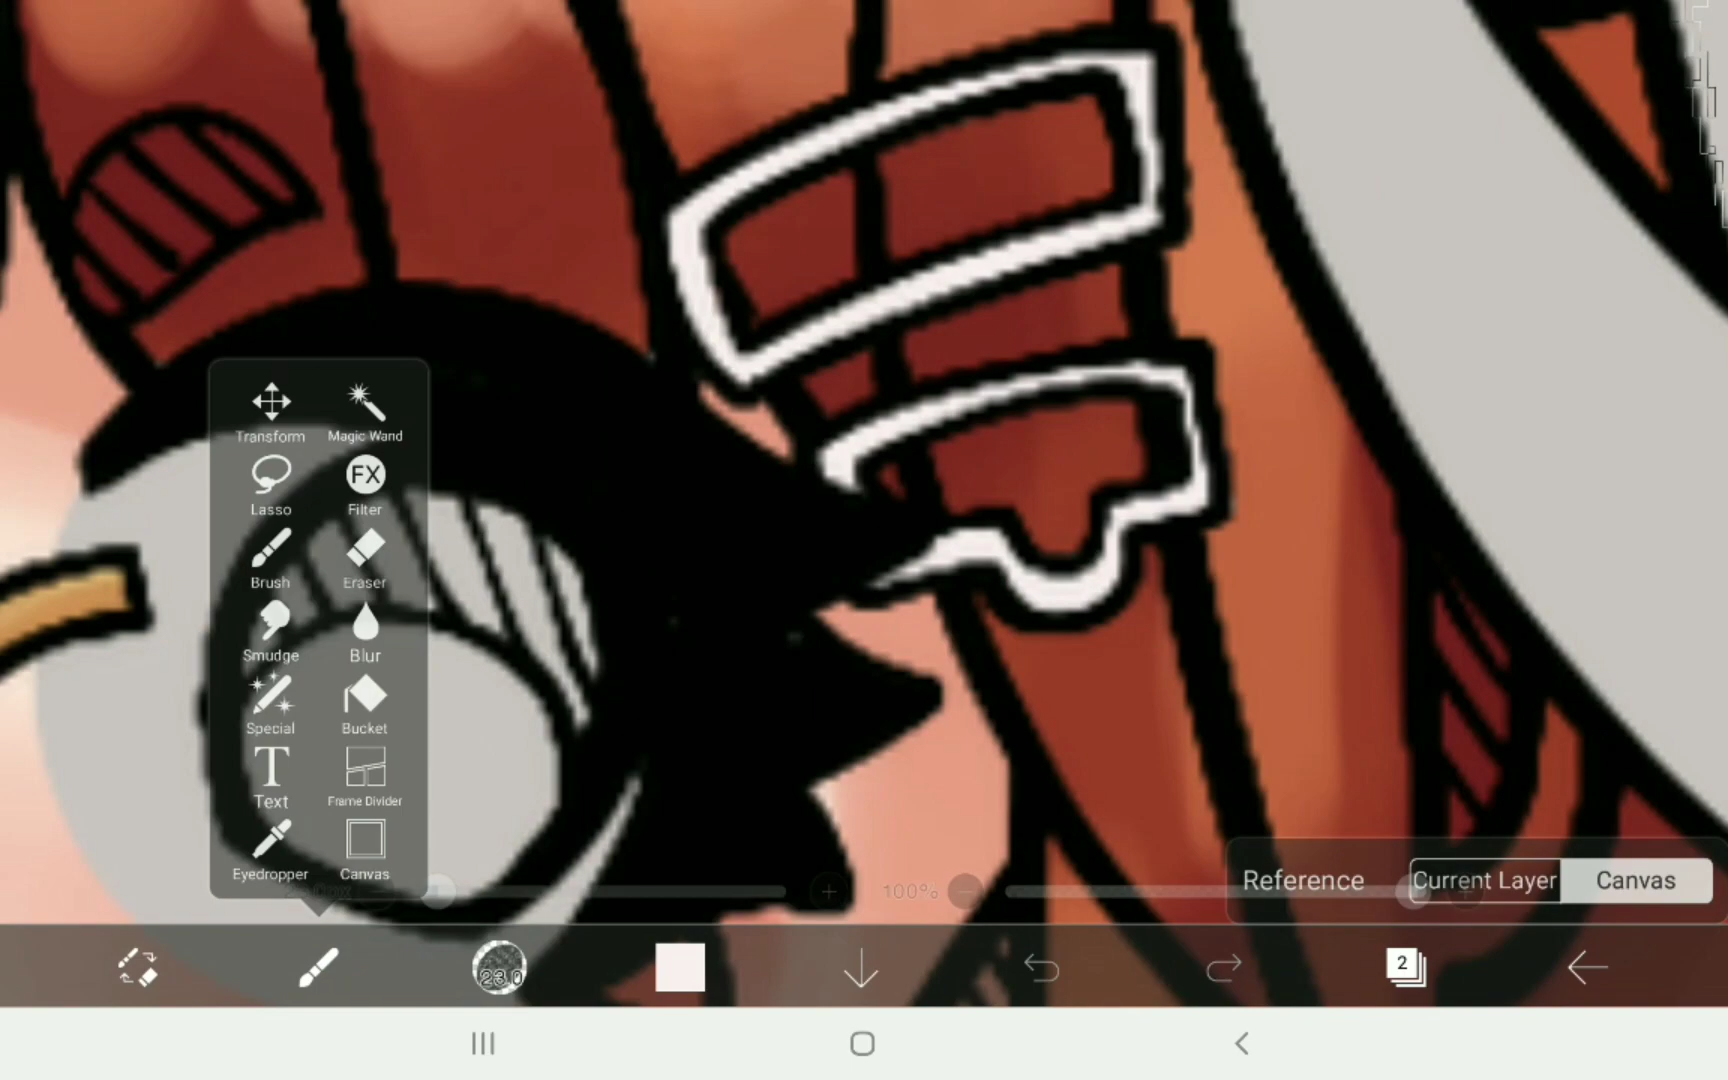 Transform Magic Wand
Lasso FX Filter
Brush Eraser
Smudge Blur
Special Bucket
T Text Frame Divider
Eyedropper Canvas
100%
Reference Current Layer Canvas
23.0
2